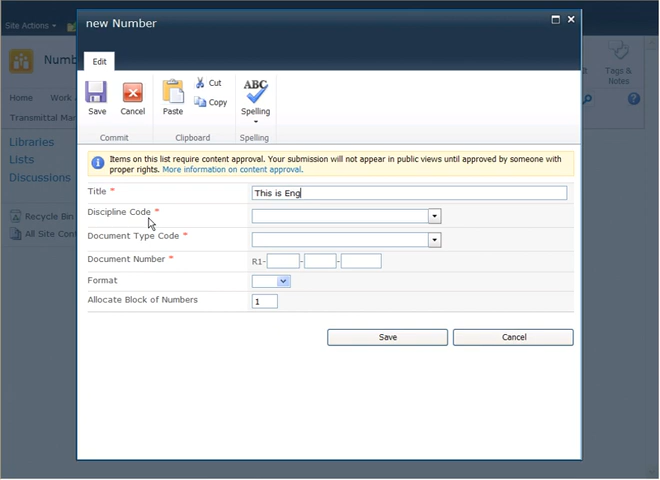 new Number
Site Actions
Edit
Save
Cancel
Paste
Cut
Copy
ABC
Spelling
Commit
Clipboard
Spelling
Numb
Tags &
Notes
Home
Work
Transmittal Mar
Libraries
Lists
Discussions
Recycle Bin
All Site Cont
Items on this list require content approval. Your submission will not appear in public views until approved by someone with
proper rights. More information on content approval.
Title *
This is Eng
Discipline Code *
Document Type Code *
Document Number *
R1- - -
Format
Allocate Block of Numbers
1
Save
Cancel